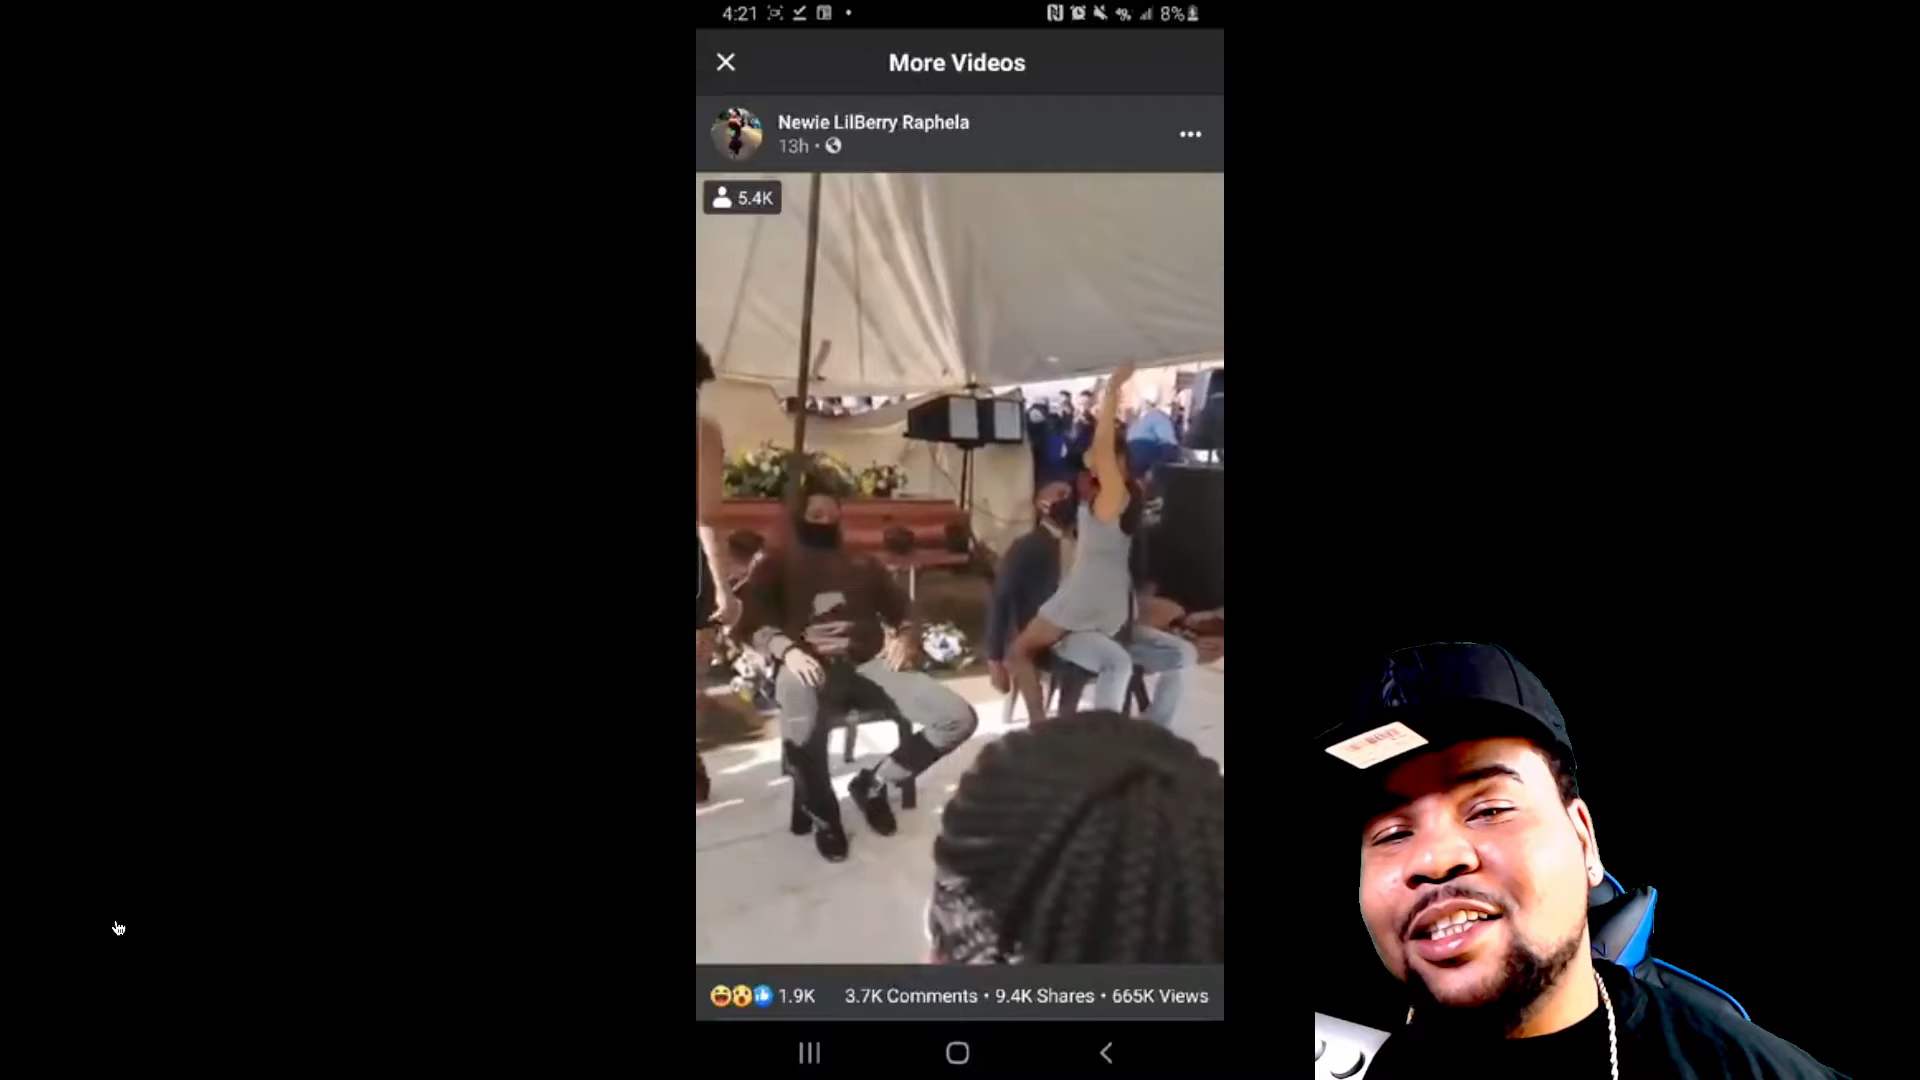 4:21
8%
More Videos
Newie LilBerry Raphela
13h
5.4K
1.9K 3.7K Comments • 9.4K Shares • 665K Views